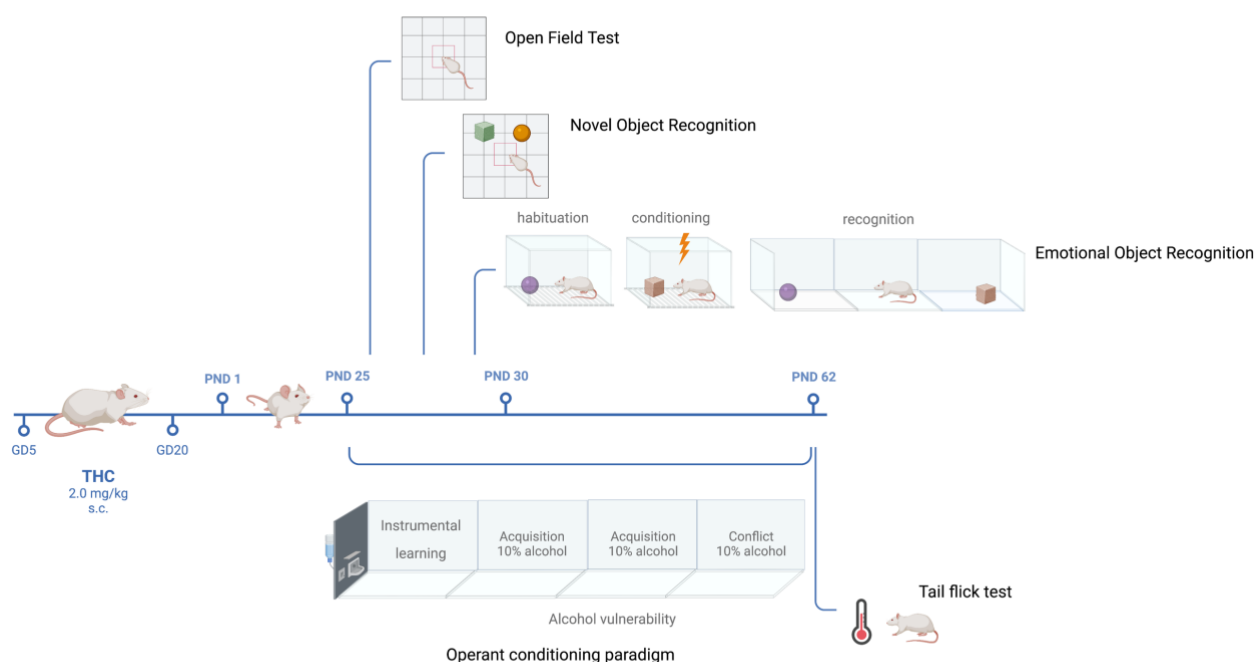 Open Field Test
Novel Object Recognition
habituation
conditioning
recognition
Emotional Object Recognition
PND 1
PND 25
PND 30
PND 62
GD5
GD20
THC
2.0 mg/kg
s.c.
Instrumental
learning
Acquisition
10% alcohol
Acquisition
10% alcohol
Conflict
10% alcohol
Alcohol vulnerability
Operant conditioning paradigm
Tail flick test